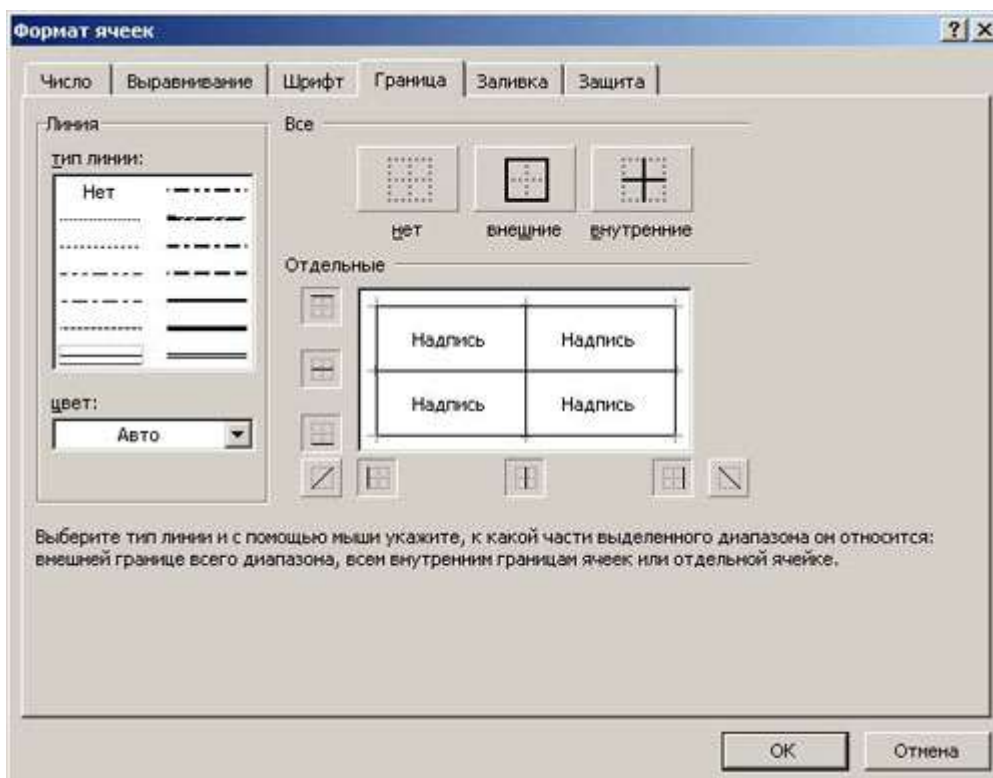 Формат ячеек
Число
Выравнивание
Шрифт
Граница
Заливка
Защита
Линия
тип линии:
Нет
цвет:
Авто
Все
нет
внешние
внутренние
Отдельные
Надпись
Надпись
Надпись
Надпись
Выберите тип линии и с помощью мыши укажите, к какой части выделенного диапазона он относится:
внешней границе всего диапазона, всем внутренним границам ячеек или отдельной ячейке.
OK
Отмена